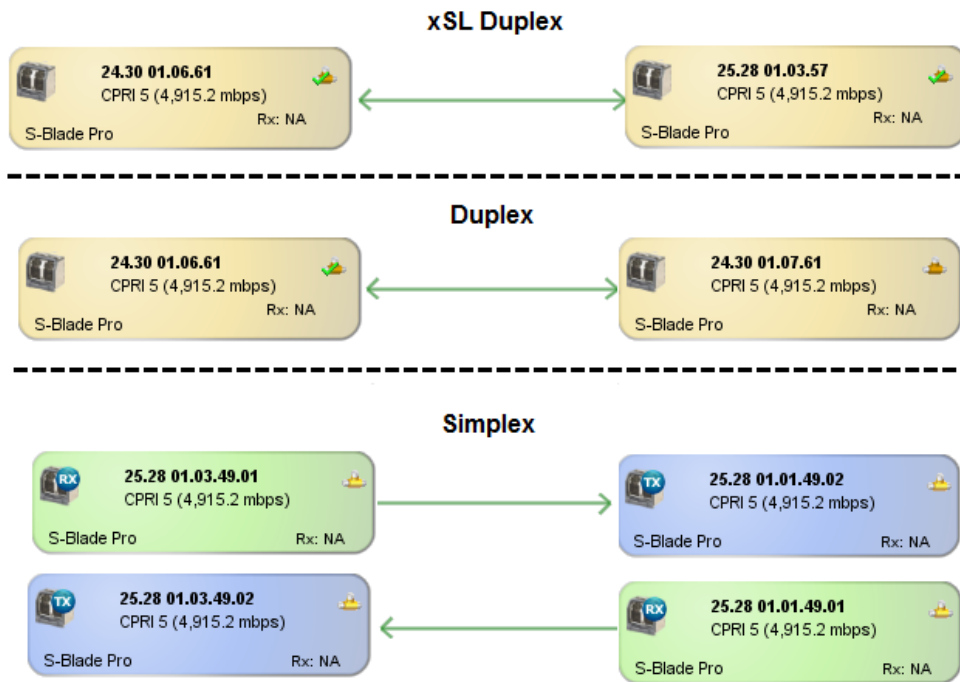 xSL Duplex
24.30 01.06.61
CPRI 5 (4,915.2 mbps)
Rx: NA
S-Blade Pro
25.28 01.03.57
CPRI 5 (4,915.2 mbps)
Rx: NA
S-Blade Pro
Duplex
24.30 01.06.61
CPRI 5 (4,915.2 mbps)
Rx: NA
S-Blade Pro
24.30 01.07.61
CPRI 5 (4,915.2 mbps)
Rx: NA
S-Blade Pro
Simplex
RX
25.28 01.03.49.01
CPRI 5 (4,915.2 mbps)
S-Blade Pro Rx: NA
TX
25.28 01.01.49.02
CPRI 5 (4,915.2 mbps)
S-Blade Pro Rx: NA
TX
25.28 01.03.49.02
CPRI 5 (4,915.2 mbps)
S-Blade Pro Rx: NA
RX
25.28 01.01.49.01
CPRI 5 (4,915.2 mbps)
S-Blade Pro Rx: NA